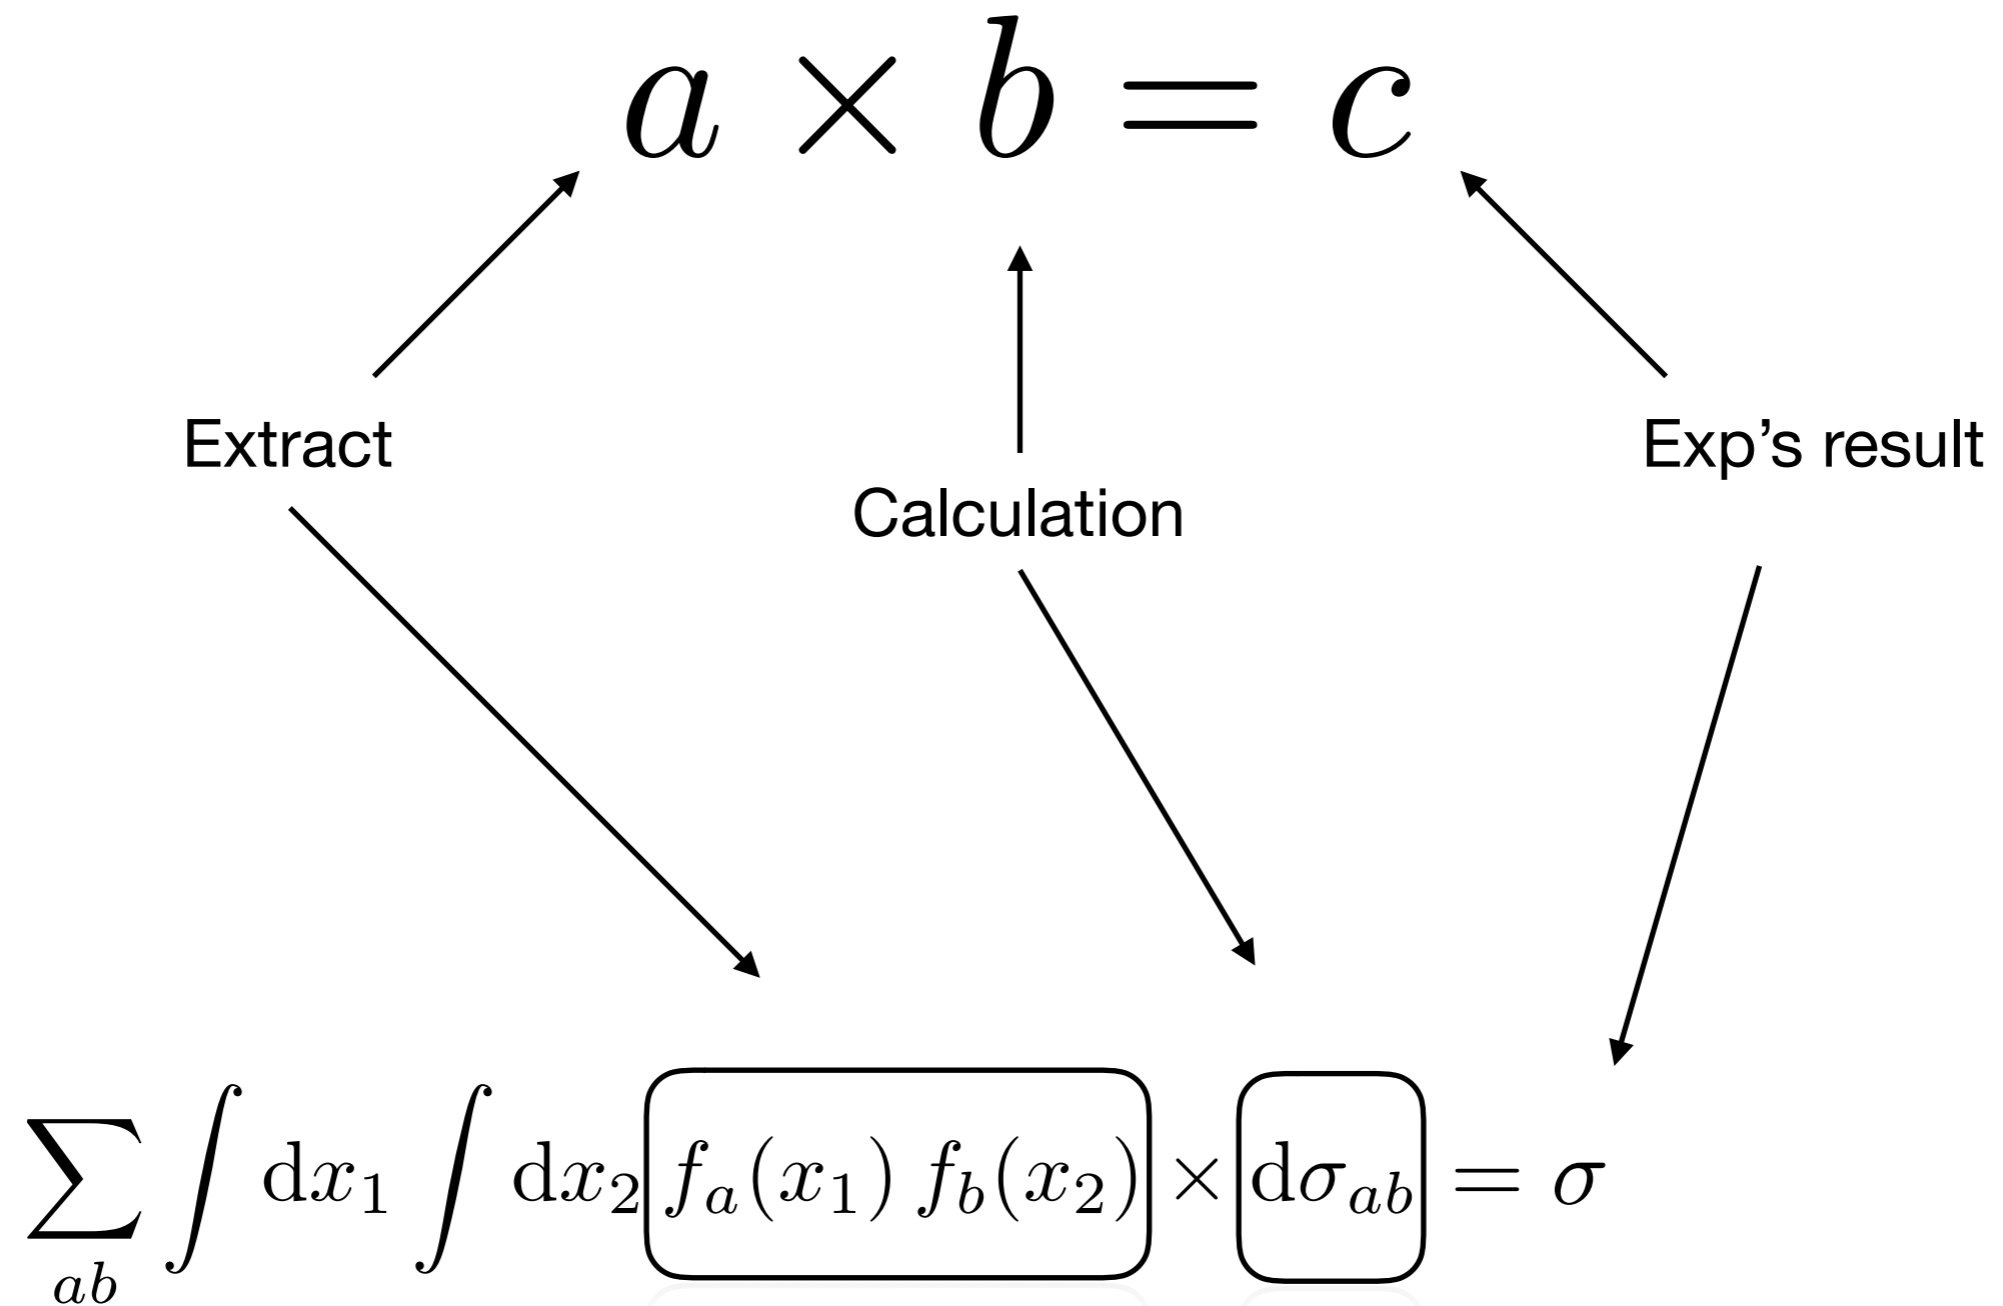 a × b = c
Extract
Exp's result
Calculation
∑_{ab} ∫ dx₁ ∫ dx₂ f_a(x₁) f_b(x₂) × dσ_{ab} = σ